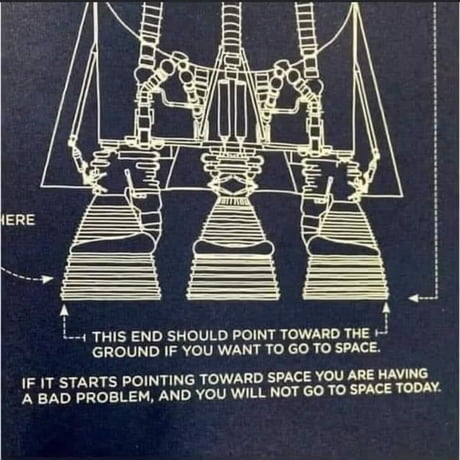 HERE
THIS END SHOULD POINT TOWARD THE
GROUND IF YOU WANT TO GO TO SPACE.
IF IT STARTS POINTING TOWARD SPACE YOU ARE HAVING
A BAD PROBLEM, AND YOU WILL NOT GO TO SPACE TODAY.